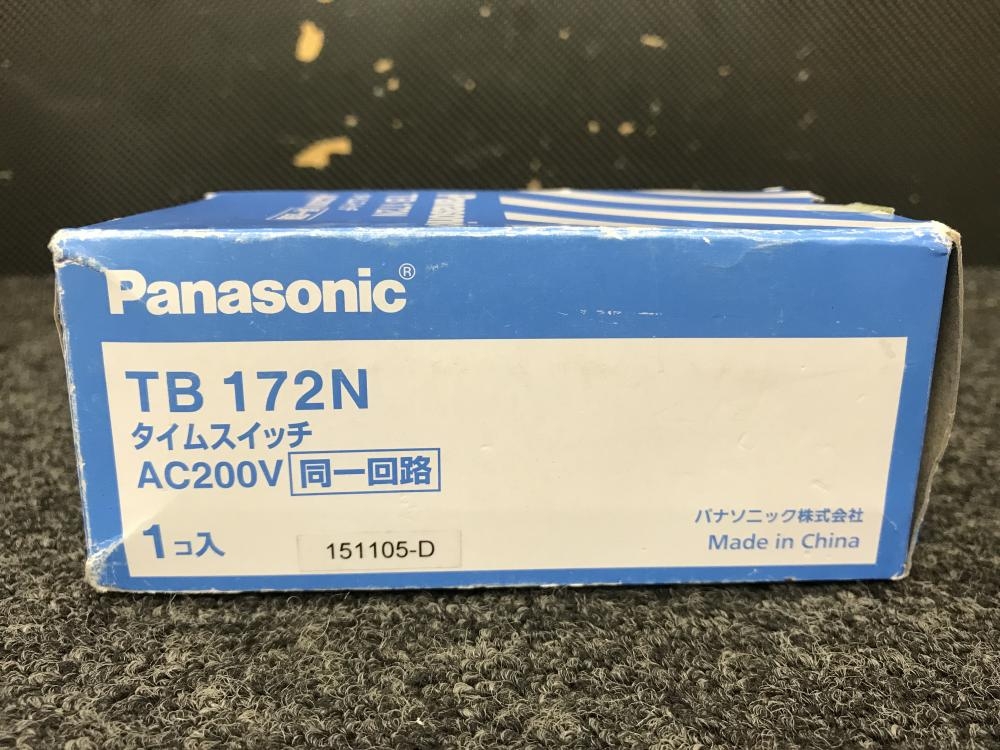 Panasonic®
TB 172N
タイムスイッチ
AC200V 同一回路
1コ入
151105-D
パナソニック株式会社
Made in China